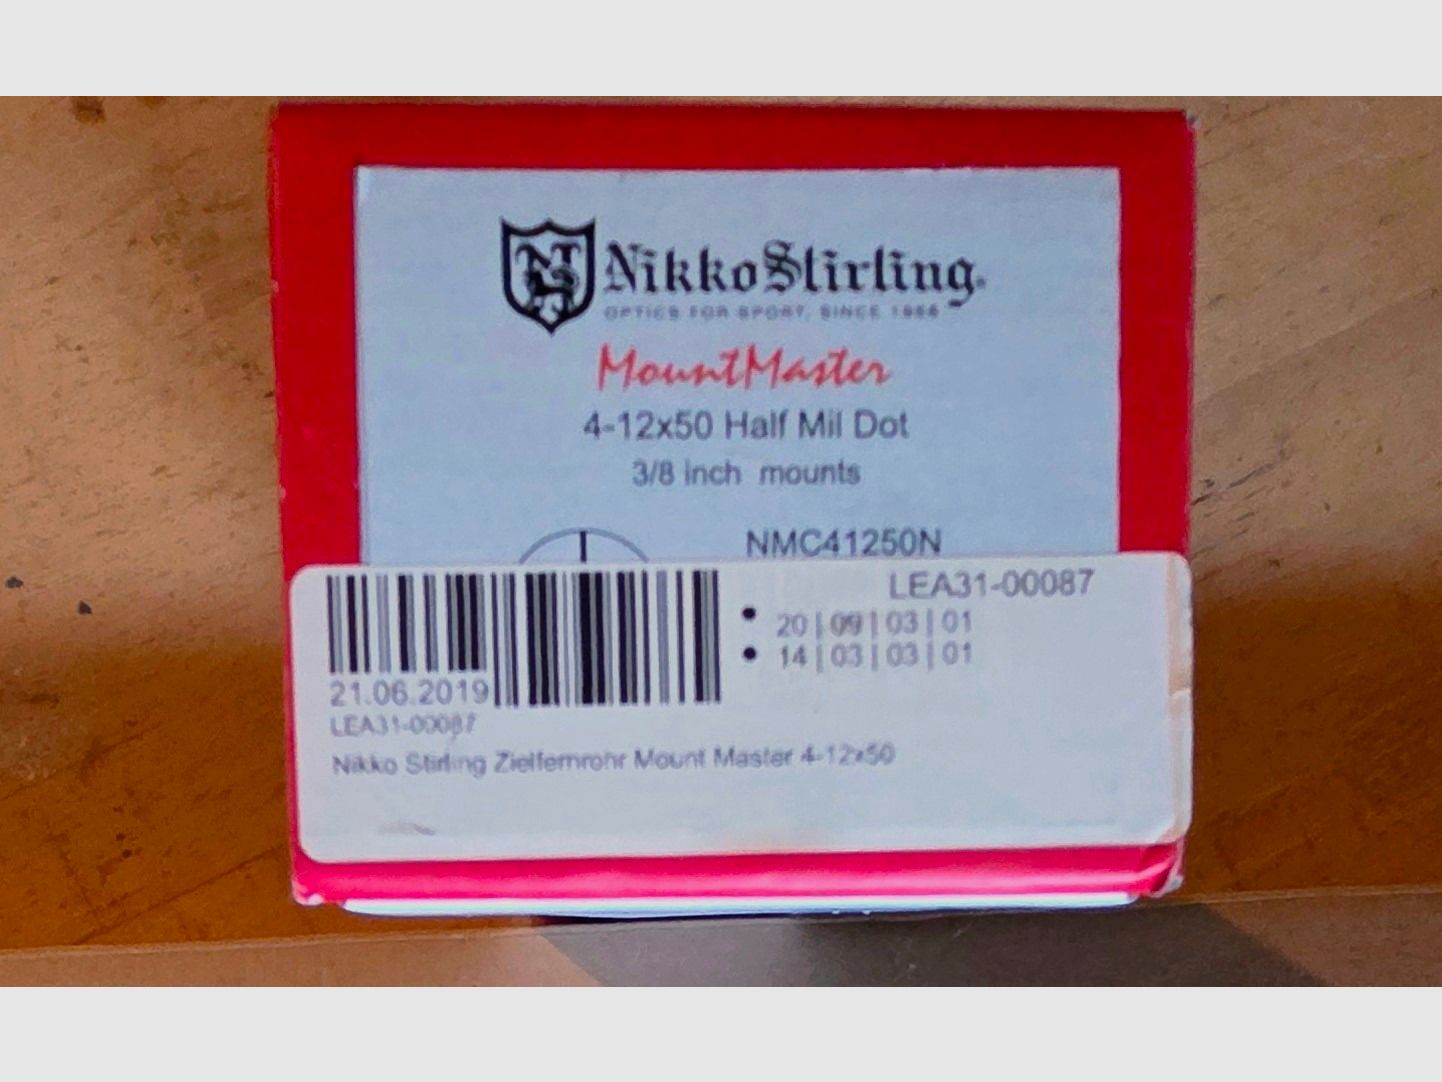 Nikko Stirling
OPTICS FOR SPORT, SINCE 1956
MountMaster
4-12x50 Half Mil Dot
3/8 inch mounts
NMC41250N
LEA31-00087
• 20 | 09 | 03 | 01
• 14 | 03 | 03 | 01
21.06.2019
LEA31-00087
Nikko Stirling Zielfernrohr Mount Master 4-12x50